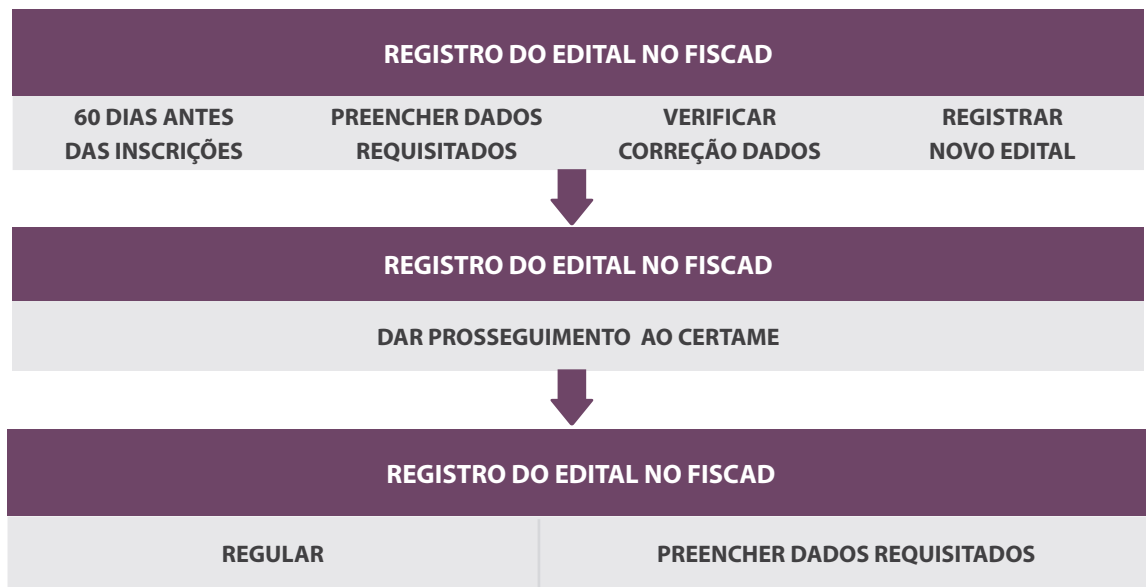 REGISTRO DO EDITAL NO FISCAD
60 DIAS ANTES
DAS INSCRIÇÕES
PREENCHER DADOS
REQUISITADOS
VERIFICAR
CORREÇÃO DADOS
REGISTRAR
NOVO EDITAL
REGISTRO DO EDITAL NO FISCAD
DAR PROSSEGUIMENTO AO CERTAME
REGISTRO DO EDITAL NO FISCAD
REGULAR
PREENCHER DADOS REQUISITADOS